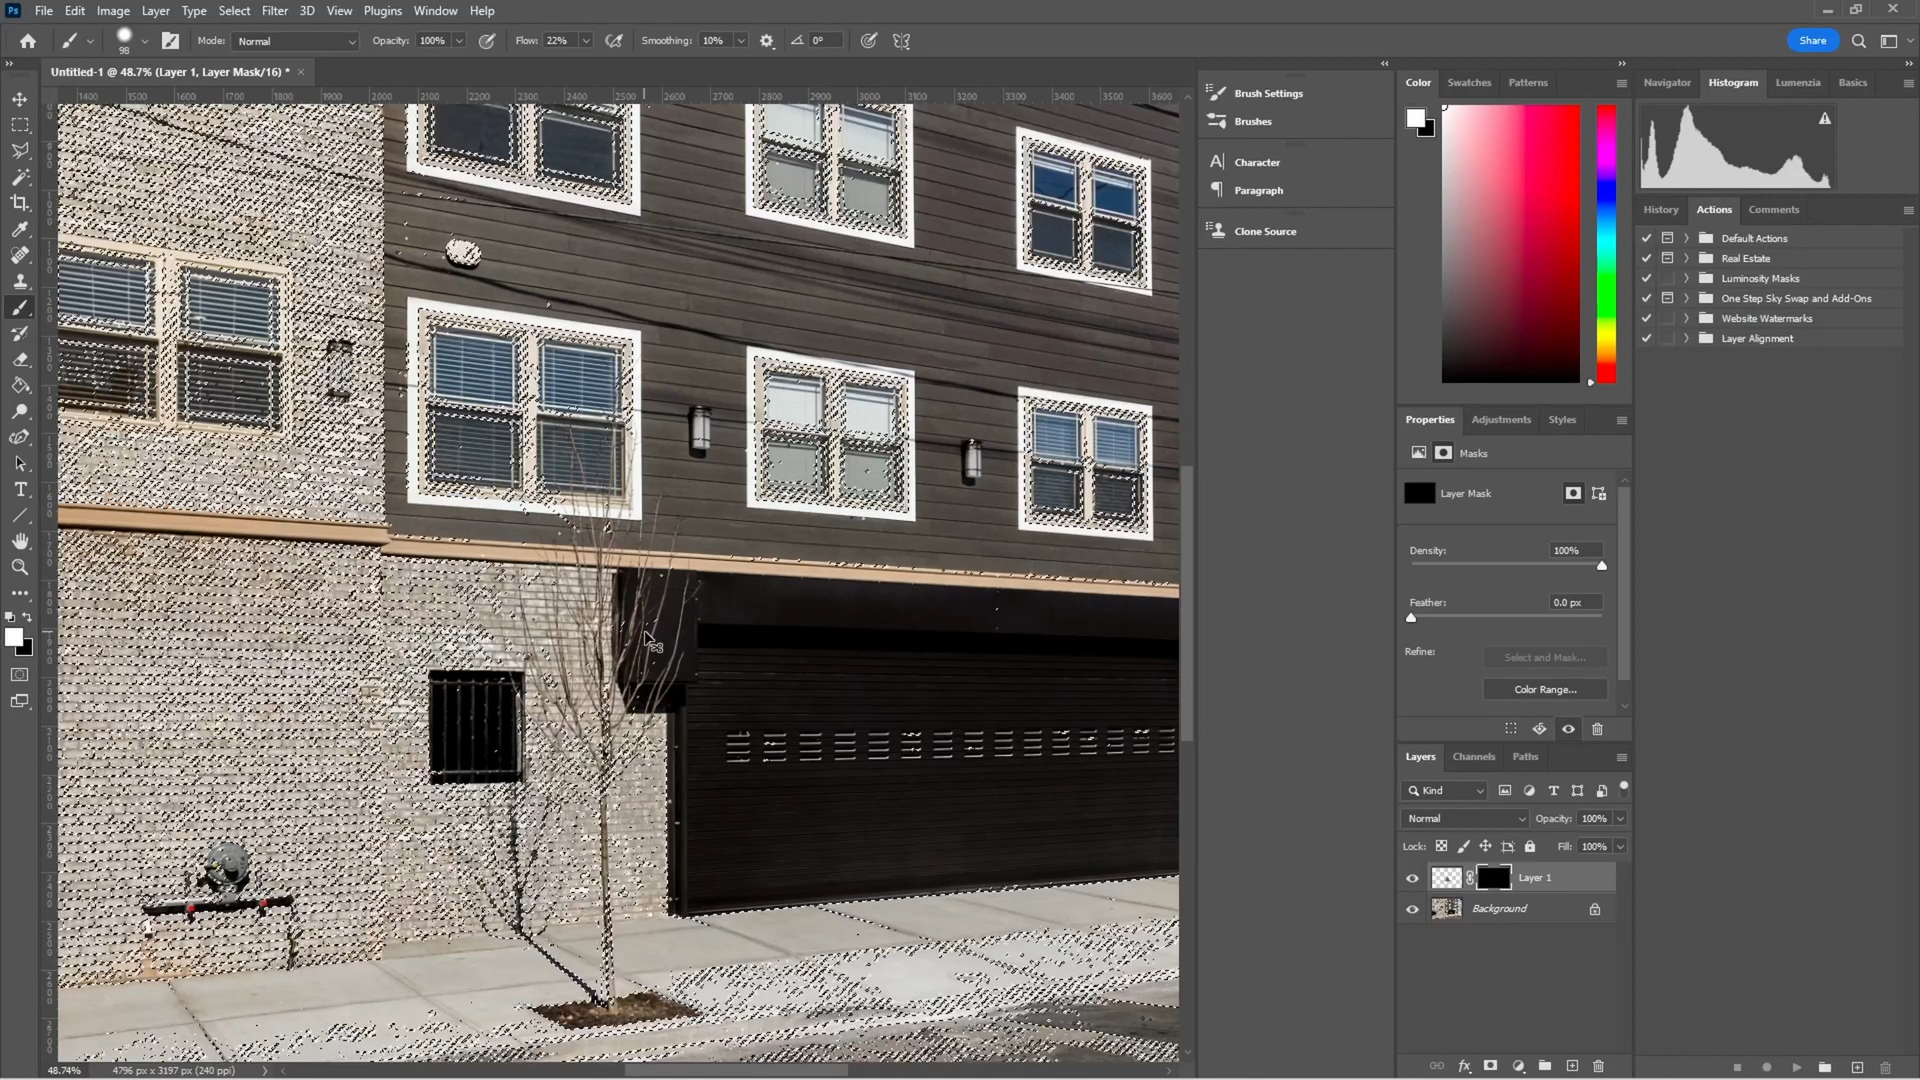 Ps File Edit Image Layer Type Select Filter 3D View Plugins Window Help
98 Mode: Normal Opacity: 100% Flow: 22% Smoothing: 10% 0° Share
Untitled-1 @ 48.7% (Layer 1, Layer Mask/16) * ×
1400 1500 1600 1700 1800 1900 2000 2100 2200 2300 2400 2500 2600 2700 2800 2900 3000 3100 3200 3300 3400 3500 3600
Brush Settings
Brushes
Character
Paragraph
Clone Source
Color Swatches Patterns
Navigator Histogram Lumenzia Basics
History Actions Comments
Default Actions
Real Estate
Luminosity Masks
One Step Sky Swap and Add-Ons
Website Watermarks
Layer Alignment
Properties Adjustments Styles
Masks
Layer Mask
Density: 100%
Feather: 0.0 px
Refine: Select and Mask...
Color Range...
Layers Channels Paths
Kind
Normal Opacity: 100%
Lock: Fill: 100%
Layer 1
Background
48.74% 4796 px x 3197 px (240 ppi)